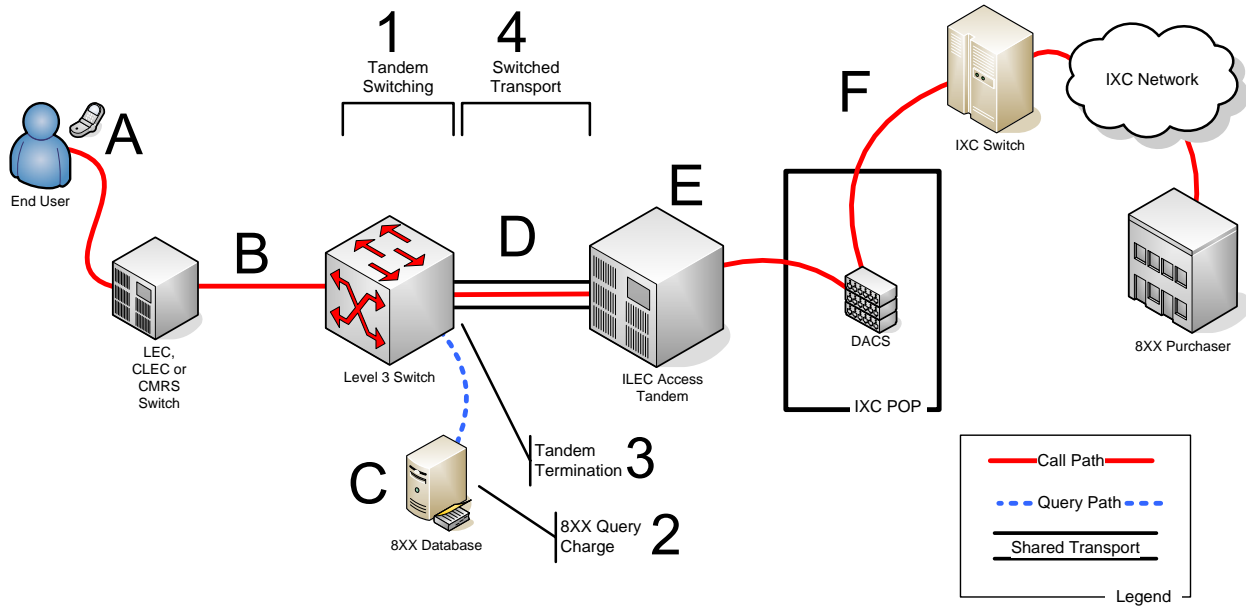 1
Tandem
Switching
4
Switched
Transport
A
End User
B
LEC,
CLEC or
CMRS
Switch
Level 3 Switch
D
E
ILEC Access
Tandem
F
IXC Switch
IXC Network
8XX Purchaser
DACS
IXC POP
C
8XX Database
Tandem
Termination
3
8XX Query
Charge
2
Call Path
Query Path
Shared Transport
Legend